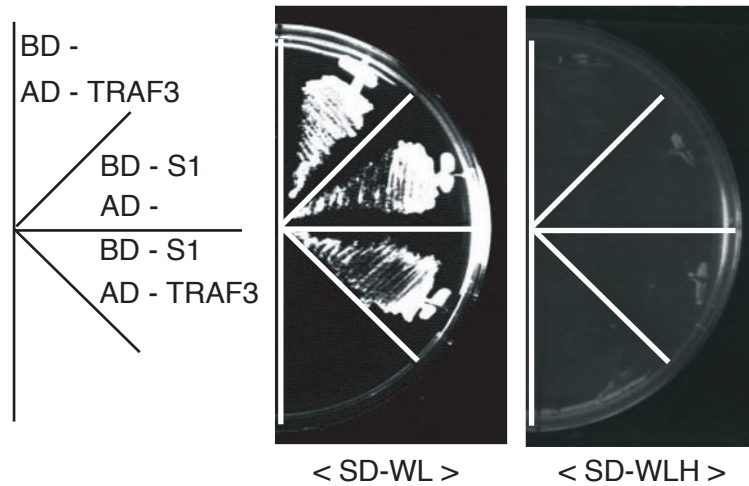 BD -
AD - TRAF3
BD - S1
AD -
BD - S1
AD - TRAF3
< SD-WL >
< SD-WLH >